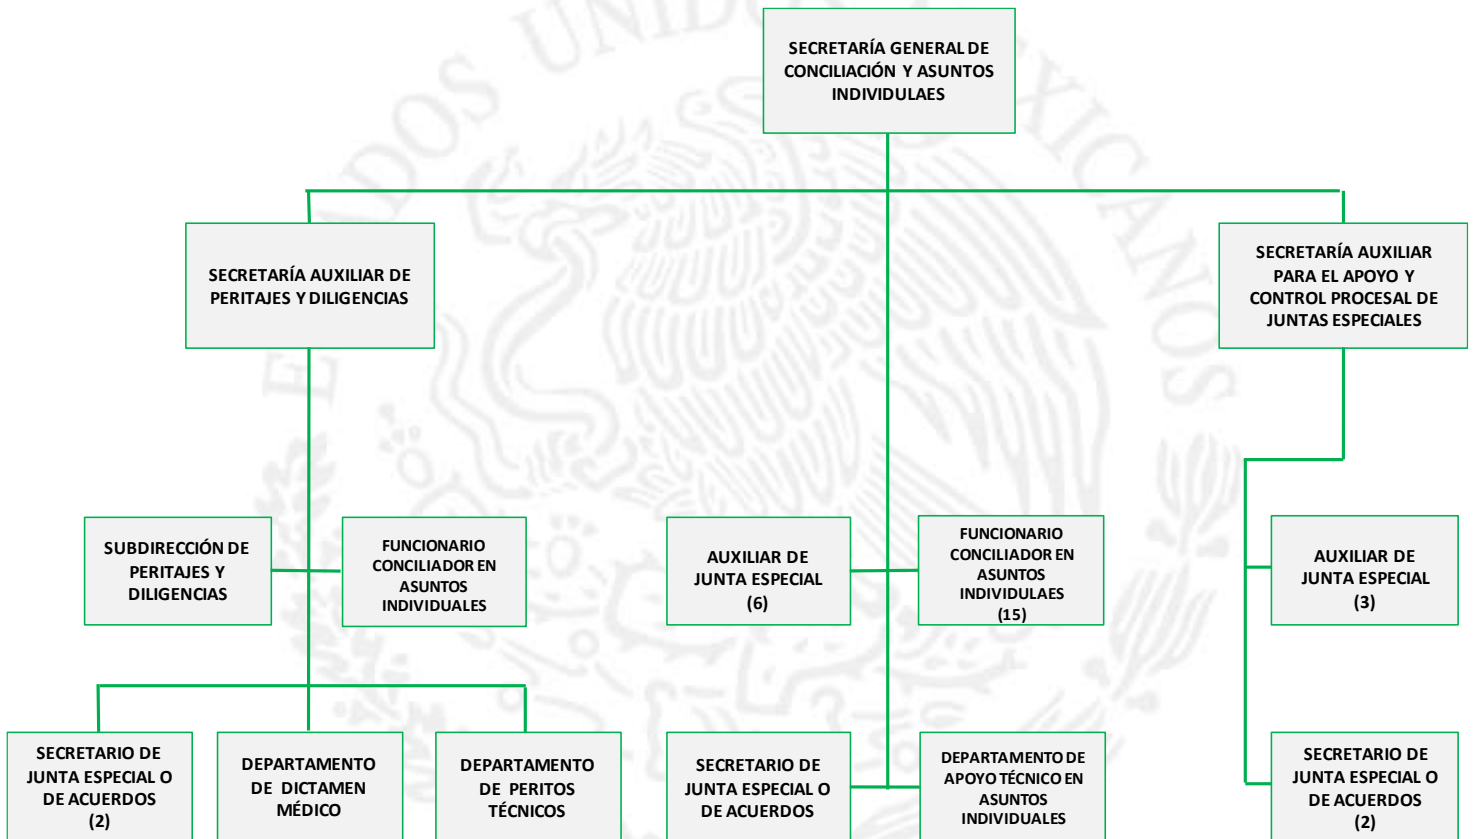 SECRETARÍA GENERAL DE
CONCILIACIÓN Y ASUNTOS
INDIVIDULAES
SECRETARÍA AUXILIAR DE
PERITAJES Y DILIGENCIAS
SECRETARÍA AUXILIAR
PARA EL APOYO Y
CONTROL PROCESAL DE
JUNTAS ESPECIALES
SUBDIRECCIÓN DE
PERITAJES Y
DILIGENCIAS
FUNCIONARIO
CONCILIADOR EN
ASUNTOS
INDIVIDUALES
AUXILIAR DE
JUNTA ESPECIAL
(6)
FUNCIONARIO
CONCILIADOR EN
ASUNTOS
INDIVIDULAES
(15)
AUXILIAR DE
JUNTA ESPECIAL
(3)
SECRETARIO DE
JUNTA ESPECIAL O
DE ACUERDOS
(2)
DEPARTAMENTO
DE DICTAMEN
MÉDICO
DEPARTAMENTO
DE PERITOS
TÉCNICOS
SECRETARIO DE
JUNTA ESPECIAL O
DE ACUERDOS
DEPARTAMENTO DE
APOYO TÉCNICO EN
ASUNTOS
INDIVIDUALES
SECRETARIO DE
JUNTA ESPECIAL O
DE ACUERDOS
(2)